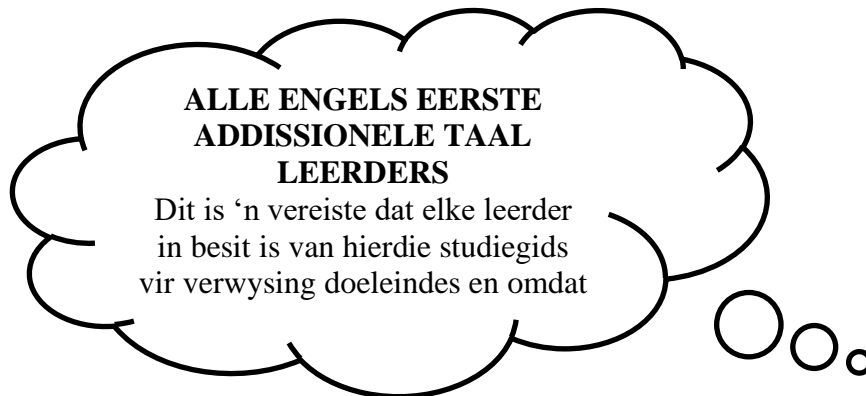 ALLE ENGELS EERSTE
ADDISSIONELE TAAL
LEERDERS
Dit is ‘n vereiste dat elke leerder
in besit is van hierdie studiegids
vir verwysing doeleindes en omdat